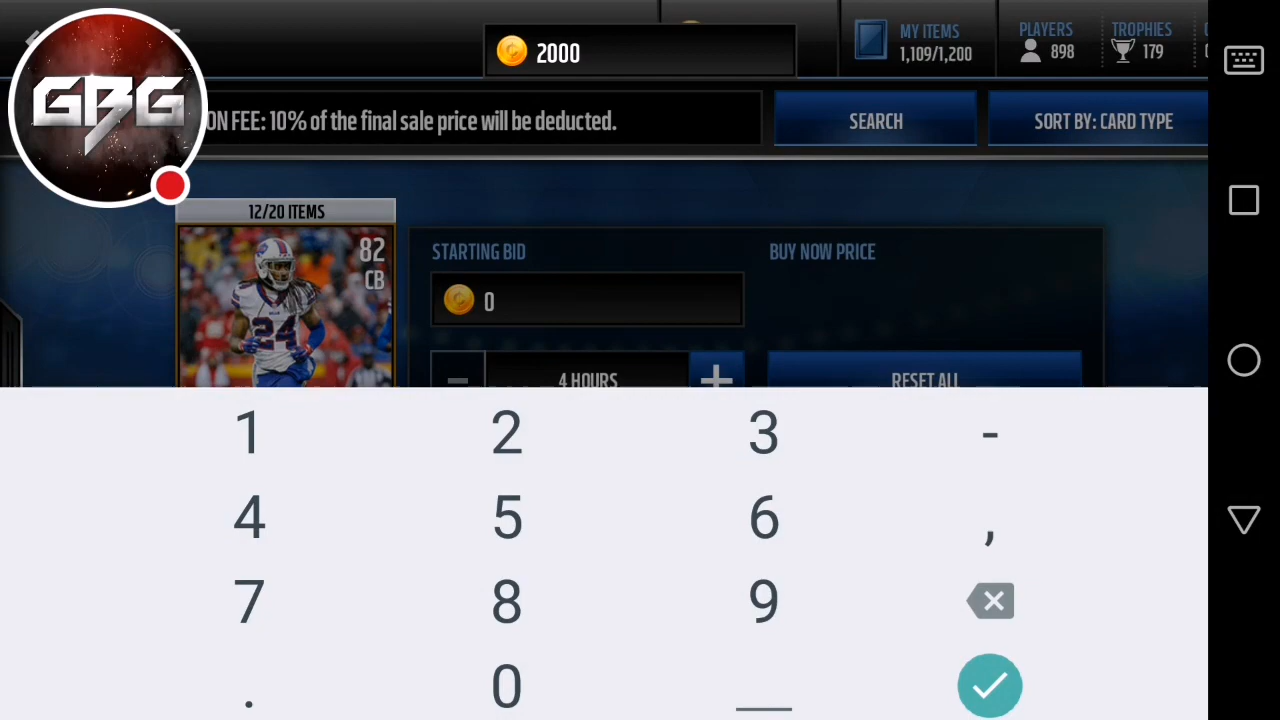 GBG
2000
MY ITEMS
1,109/1,200
PLAYERS
898
TROPHIES
179
ON FEE: 10% of the final sale price will be deducted.
SEARCH
SORT BY: CARD TYPE
12/20 ITEMS
82
CB
24
STARTING BID
0
BUY NOW PRICE
4 HOURS
RESET ALL
1 2 3 -
4 5 6 ,
7 8 9
. 0